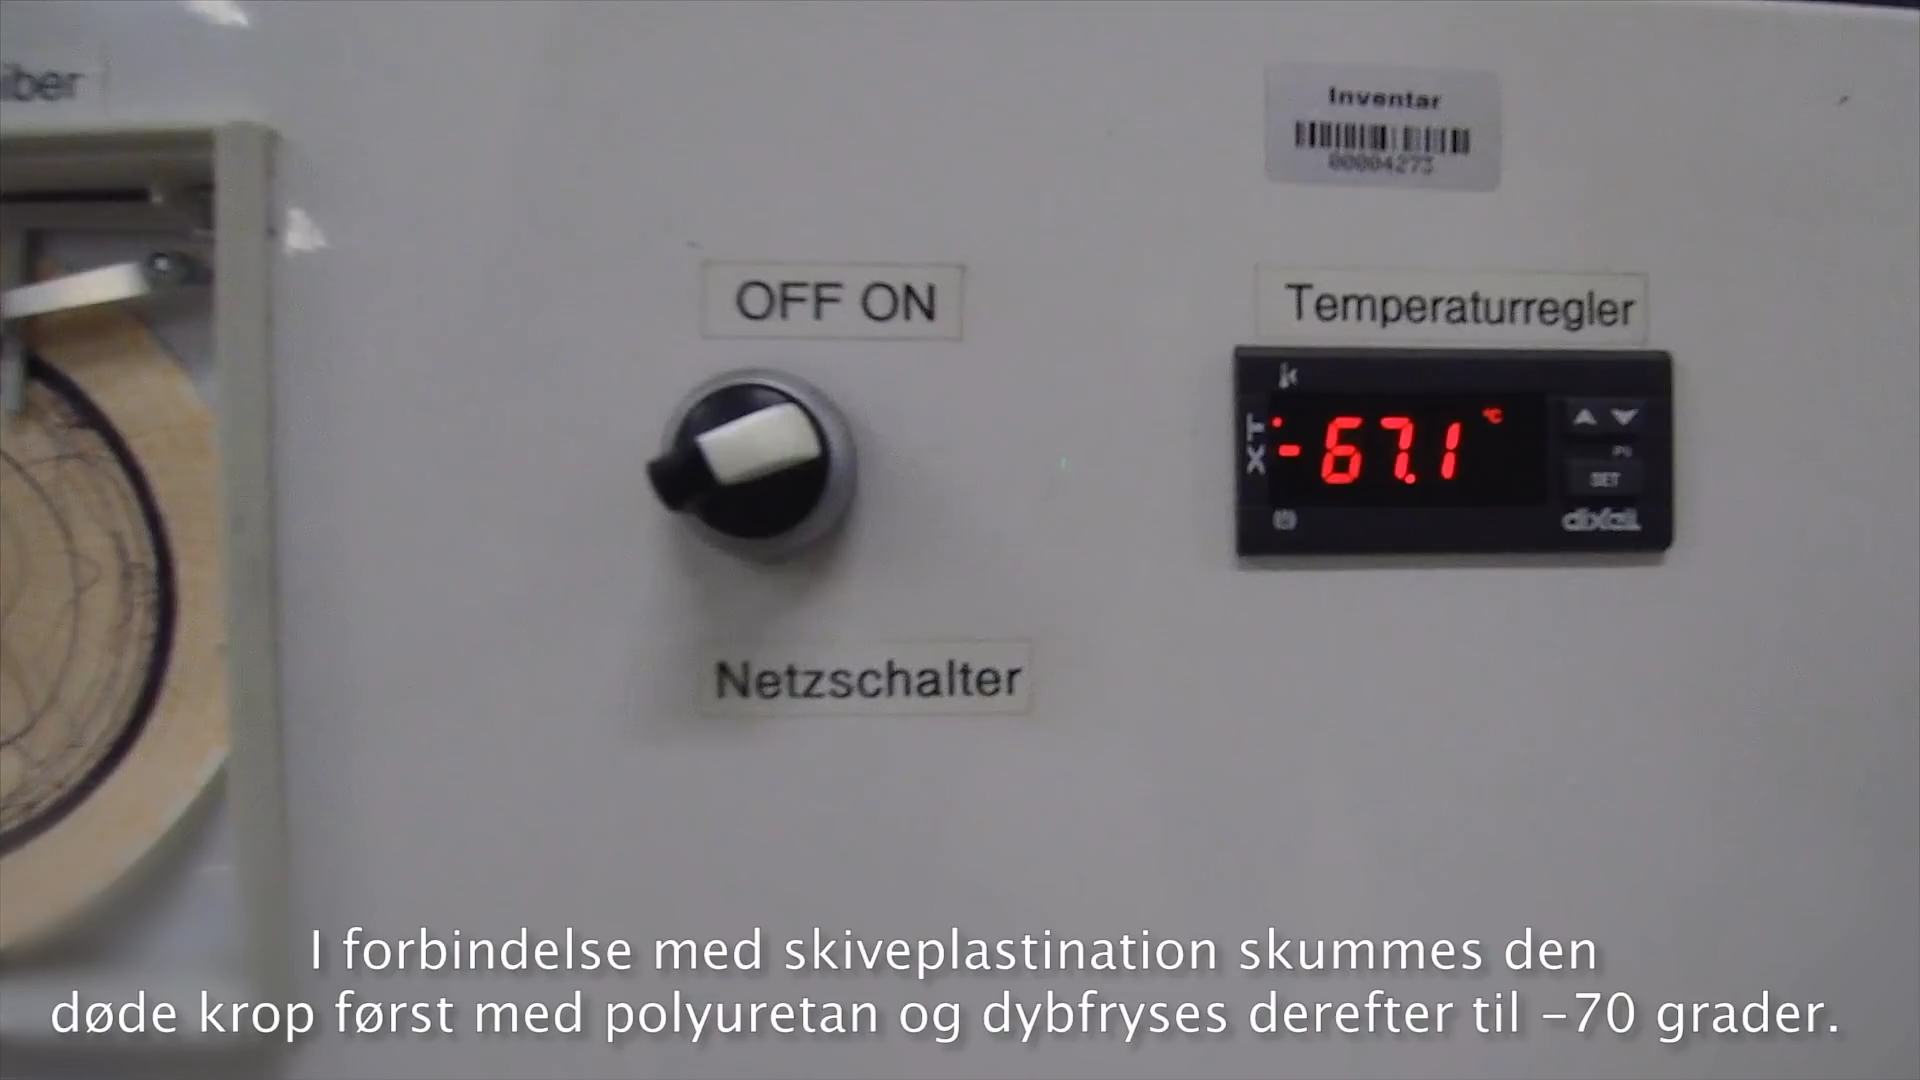 iber
Inventar
00004273
OFF ON
Temperaturregler
XT
-67.1 °C
SET
dixell
Netzschalter
I forbindelse med skiveplastination skummes den
døde krop først med polyuretan og dybfryses derefter til -70 grader.